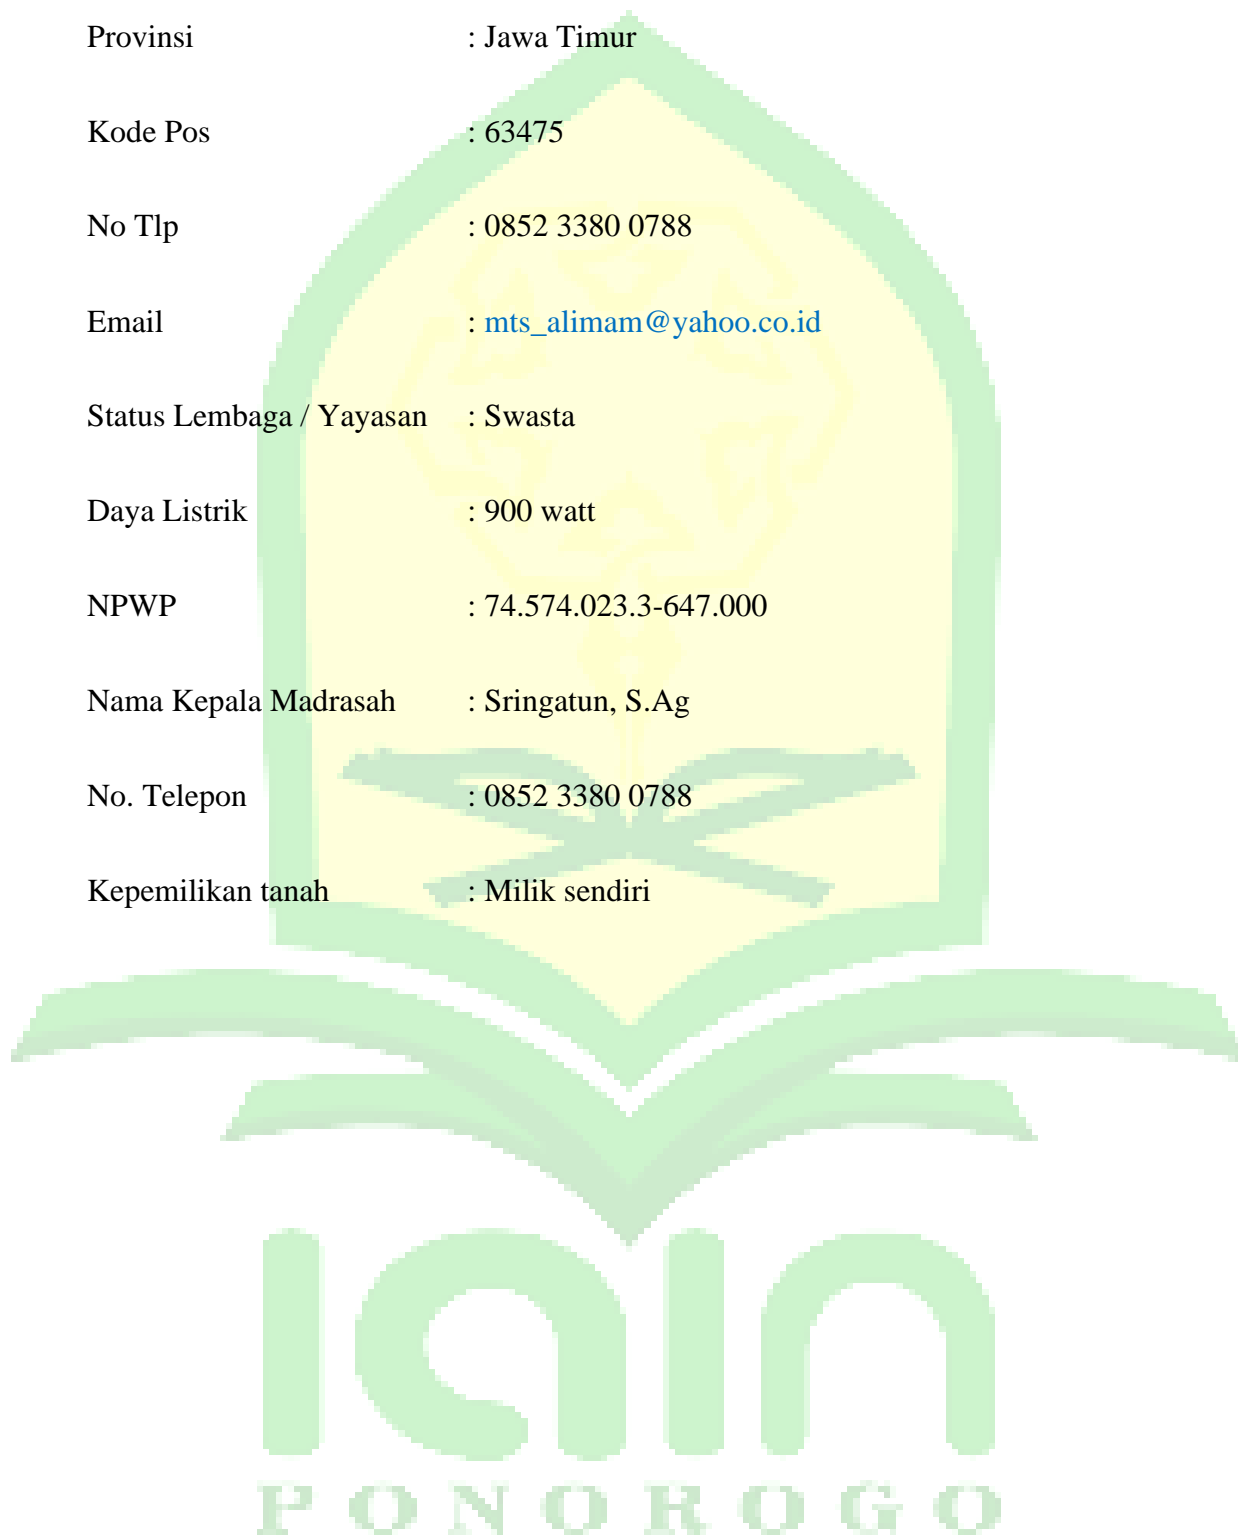 Provinsi : Jawa Timur
Kode Pos : 63475
No Tlp : 0852 3380 0788
Email : mts_alimam@yahoo.co.id
Status Lembaga / Yayasan : Swasta
Daya Listrik : 900 watt
NPWP : 74.574.023.3-647.000
Nama Kepala Madrasah : Sringatun, S.Ag
No. Telepon : 0852 3380 0788
Kepemilikan tanah : Milik sendiri
iain
PONOROGO